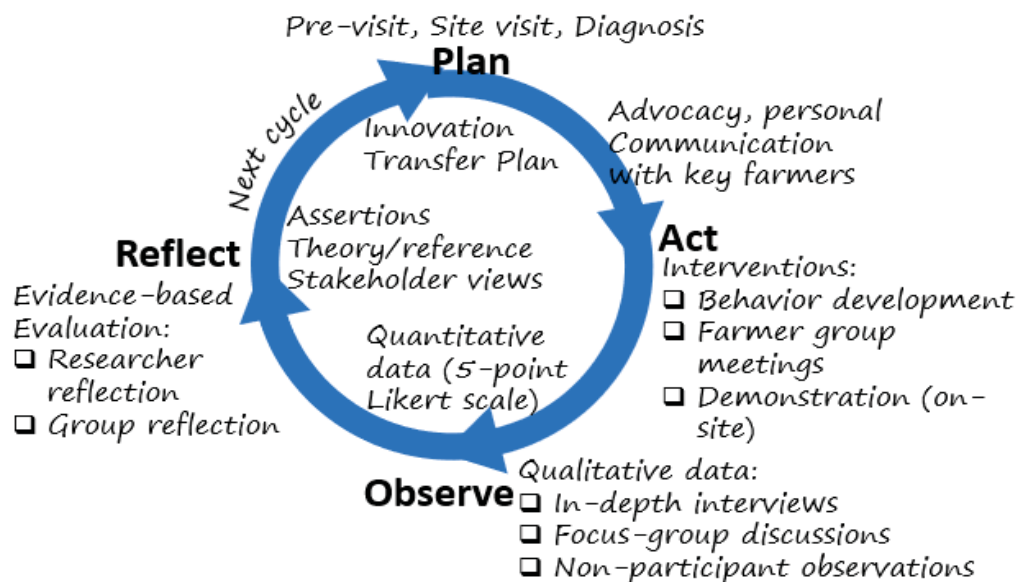 Pre-visit, Site visit, Diagnosis
Plan
Innovation
Transfer Plan
Advocacy, personal
Communication
with key farmers
Act
Interventions:
❑ Behavior development
❑ Farmer group
meetings
❑ Demonstration (on-
site)
Quantitative
data (5-point
Likert scale)
Observe
Qualitative data:
❑ In-depth interviews
❑ Focus-group discussions
❑ Non-participant observations
Reflect
Assertions
Theory/reference
Stakeholder views
Evidence-based
Evaluation:
❑ Researcher
reflection
❑ Group reflection
Next cycle